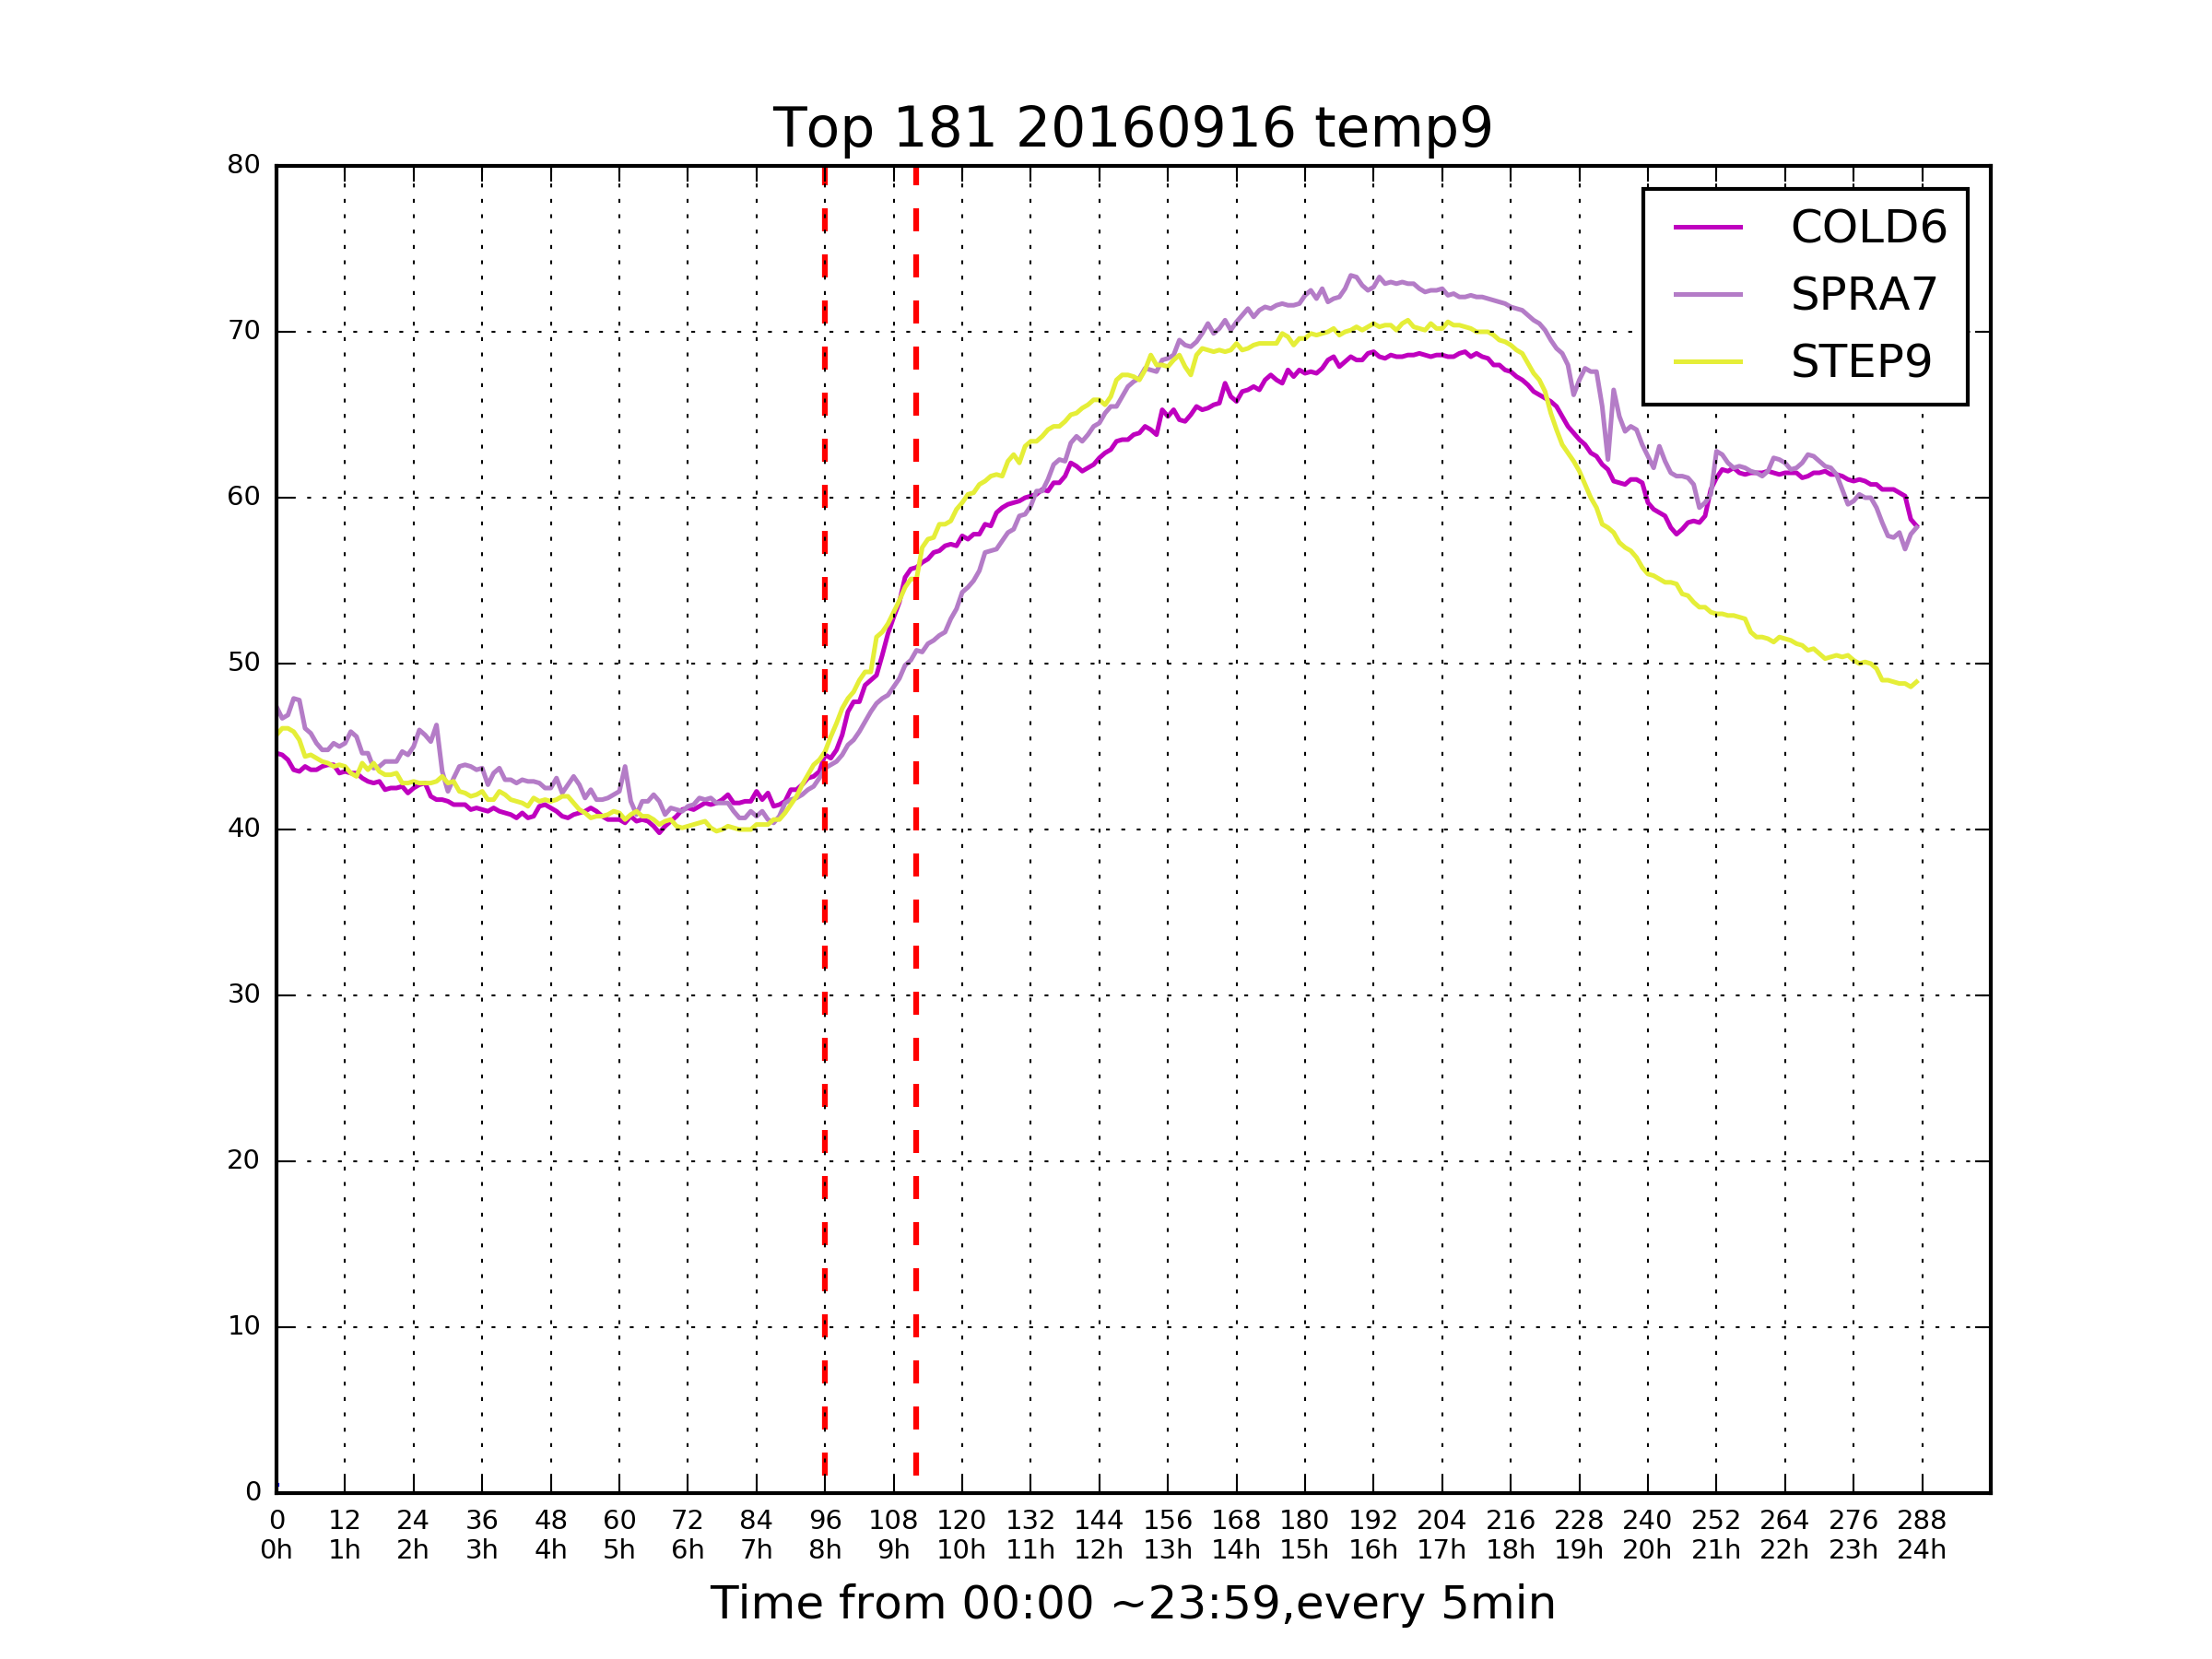 Top 181 20160916 temp9
80
70
60
50
40
30
20
10
0
COLD6
SPRA7
STEP9
0 12 24 36 48 60 72 84 96 108 120 132 144 156 168 180 192 204 216 228 240 252 264 276 288
0h 1h 2h 3h 4h 5h 6h 7h 8h 9h 10h 11h 12h 13h 14h 15h 16h 17h 18h 19h 20h 21h 22h 23h 24h
Time from 00:00 ~23:59,every 5min